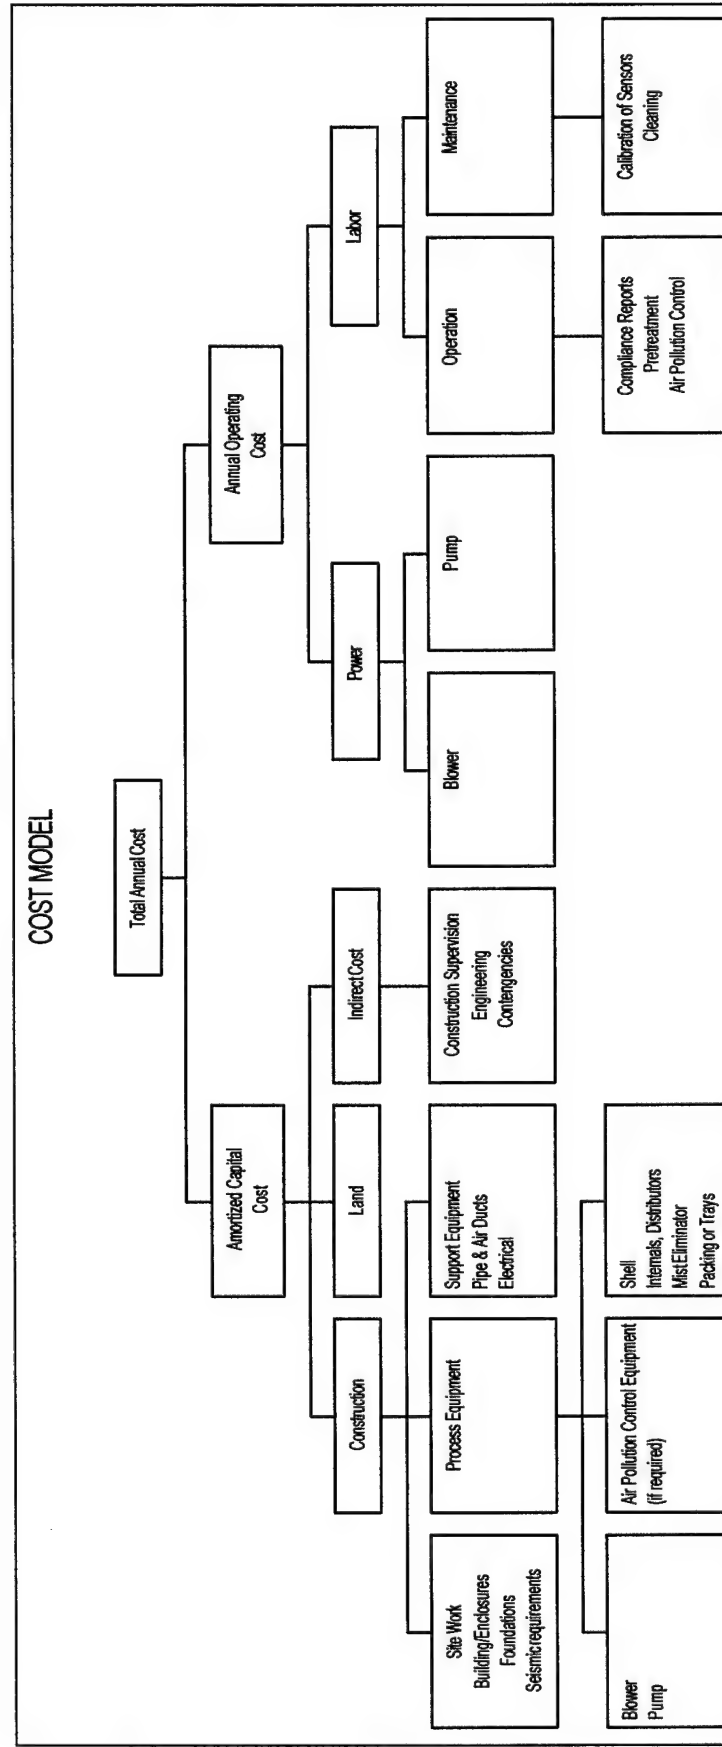 COST MODEL
Total Annual Cost
Amortized Capital
Cost
Annual Operating
Cost
Construction
Land
Indirect Cost
Power
Labor
Site Work
Building/Enclosures
Foundations
Seismic requirements
Process Equipment
Support Equipment
Pipe & Air Ducts
Electrical
Construction Supervision
Engineering
Contengencies
Blower
Pump
Operation
Maintenance
Blower
Pump
Air Pollution Control Equipment
(if required)
Shell
Internals, Distributors
Mist Eliminator
Packing or Trays
Compliance Reports
Pretreatment
Air Pollution Control
Calibration of Sensors
Cleaning